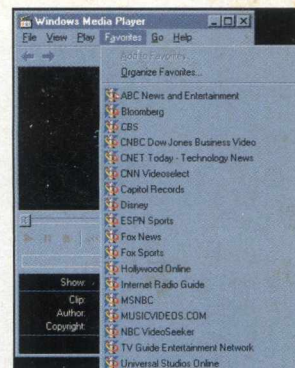 Windows Media Player
File View Play Favorites Go Help
Add to Favorites...
Organize Favorites...
ABC News and Entertainment
Bloomberg
CBS
CNBC Dow Jones Business Video
CNET Today - Technology News
CNN Videoselect
Capitol Records
Disney
ESPN Sports
Fox News
Fox Sports
Hollywood Online
Internet Radio Guide
MSNBC
MUSICVIDEOS.COM
NBC VideoSeeker
TV Guide Entertainment Network
Universal Studios Online
Show:
Clip:
Author:
Copyright: